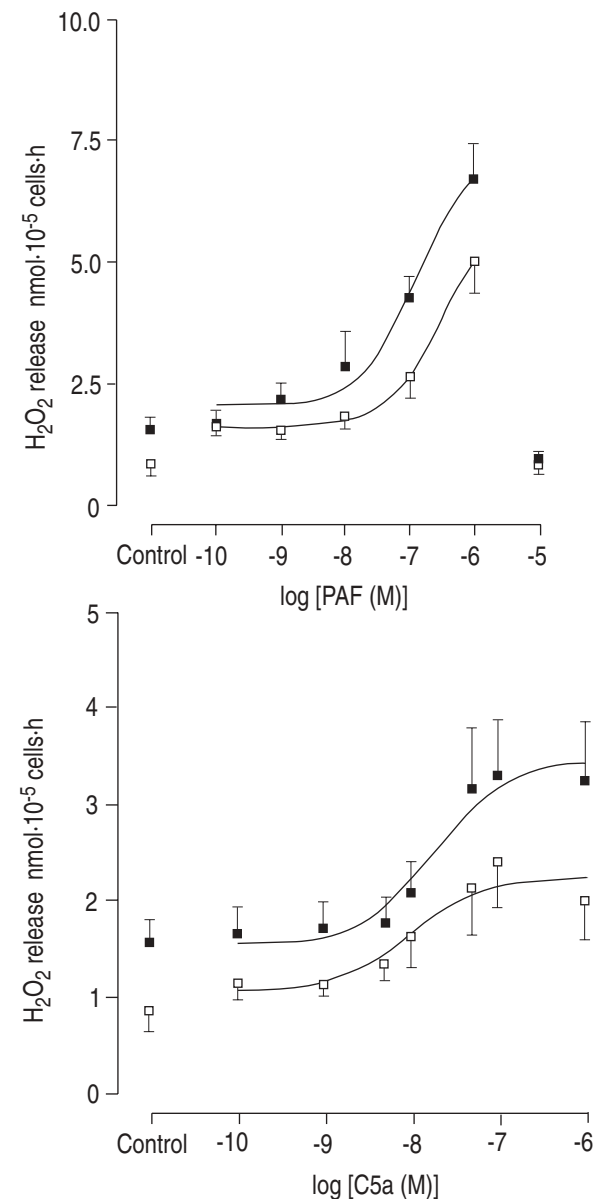 10.0
7.5
5.0
2.5
0
H₂O₂ release nmol·10⁻⁵ cells·h
Control -10 -9 -8 -7 -6 -5
log [PAF (M)]
5
4
3
2
1
0
H₂O₂ release nmol·10⁻⁵ cells·h
Control -10 -9 -8 -7 -6
log [C5a (M)]